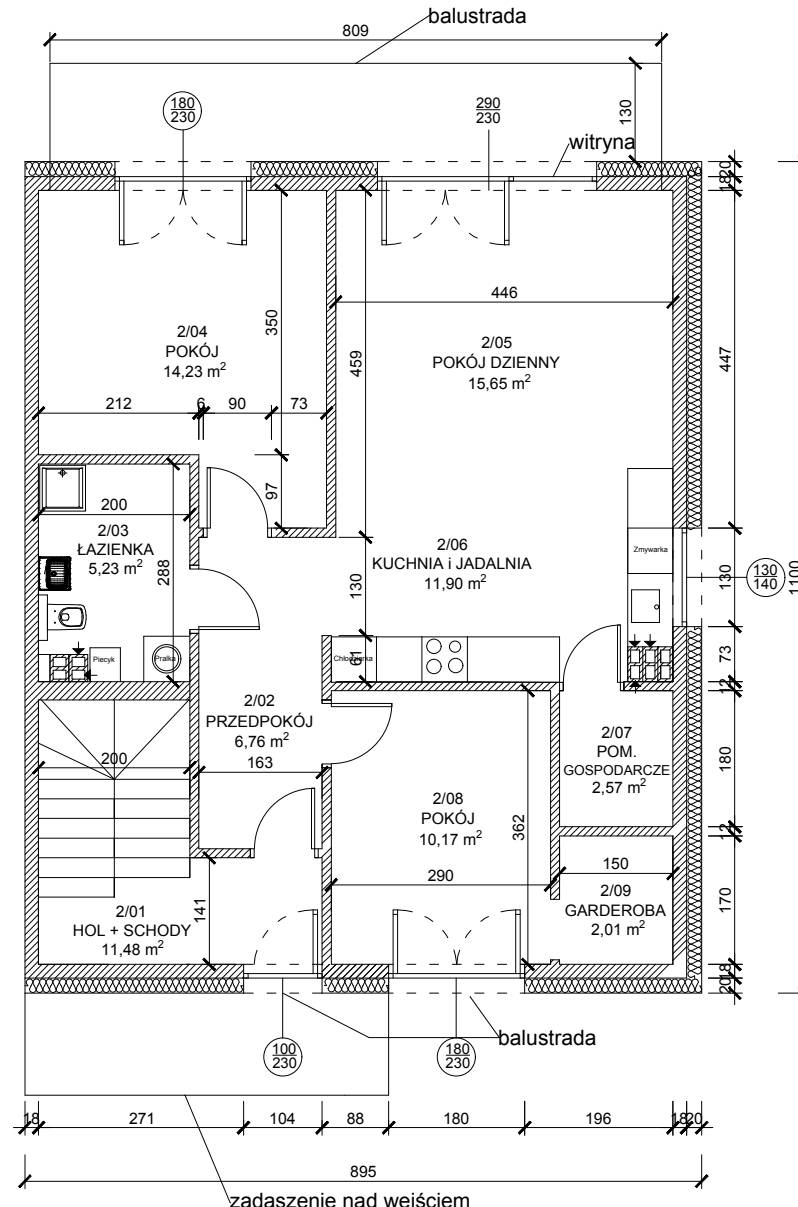 balustrada
809
180
230
290
230
130
witryna
18 20
446
2/04
POKÓJ
14,23 m²
350
459
2/05
POKÓJ DZIENNY
15,65 m²
447
212
6
90
73
97
200
2/03
ŁAZIENKA
5,23 m²
288
2/06
KUCHNIA i JADALNIA
11,90 m²
130
Zmywarka
130
130
140
1100
Piecyk
Pralka
Chłodziarka
61
73
12
2/02
PRZEDPOKÓJ
6,76 m²
163
200
2/07
POM.
GOSPODARCZE
2,57 m²
180
2/08
POKÓJ
10,17 m²
362
12
290
150
2/09
GARDEROBA
2,01 m²
170
2/01
HOL + SCHODY
11,48 m²
141
20 18
100
230
180
230
balustrada
18
271
104
88
180
196
18 20
895
zadaszenie nad wejściem